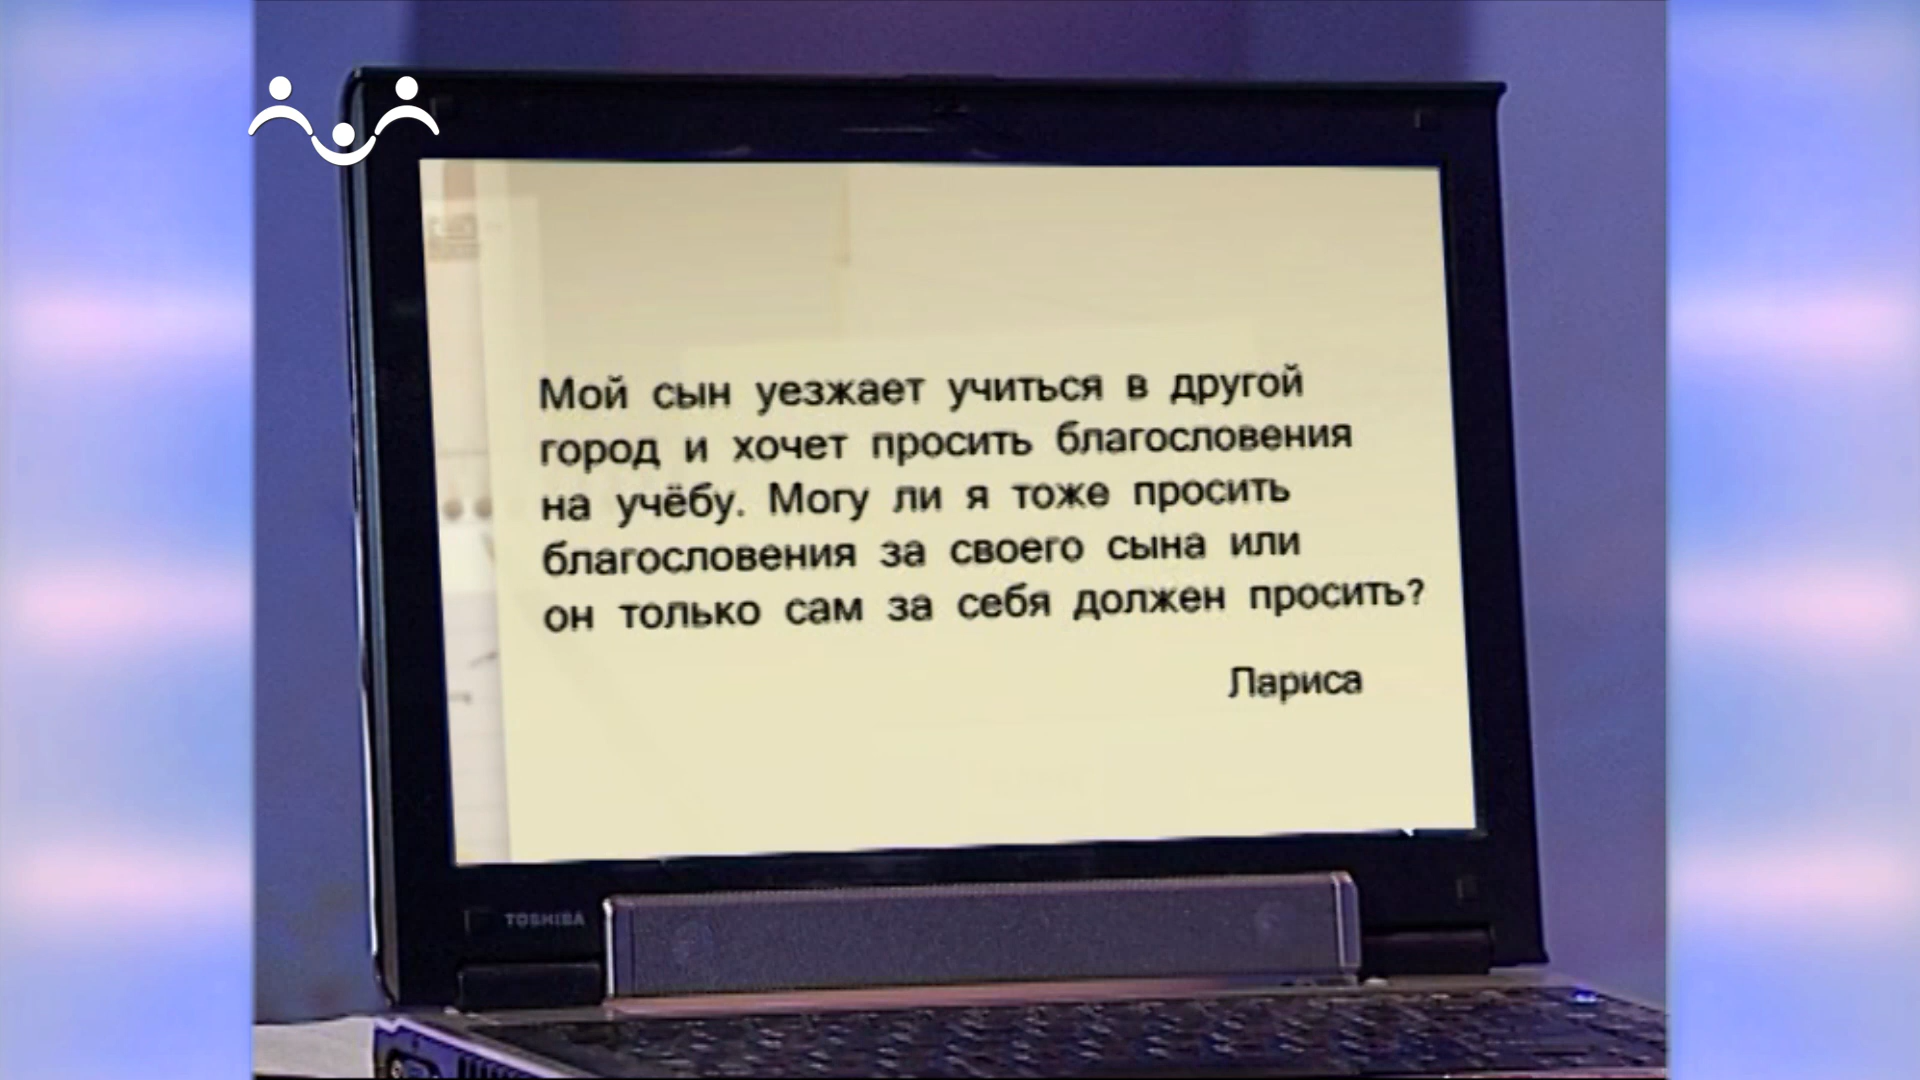 Мой сын уезжает учиться в другой
город и хочет просить благословения
на учёбу. Могу ли я тоже просить
благословения за своего сына или
он только сам за себя должен просить?
Лариса
TOSHIBA